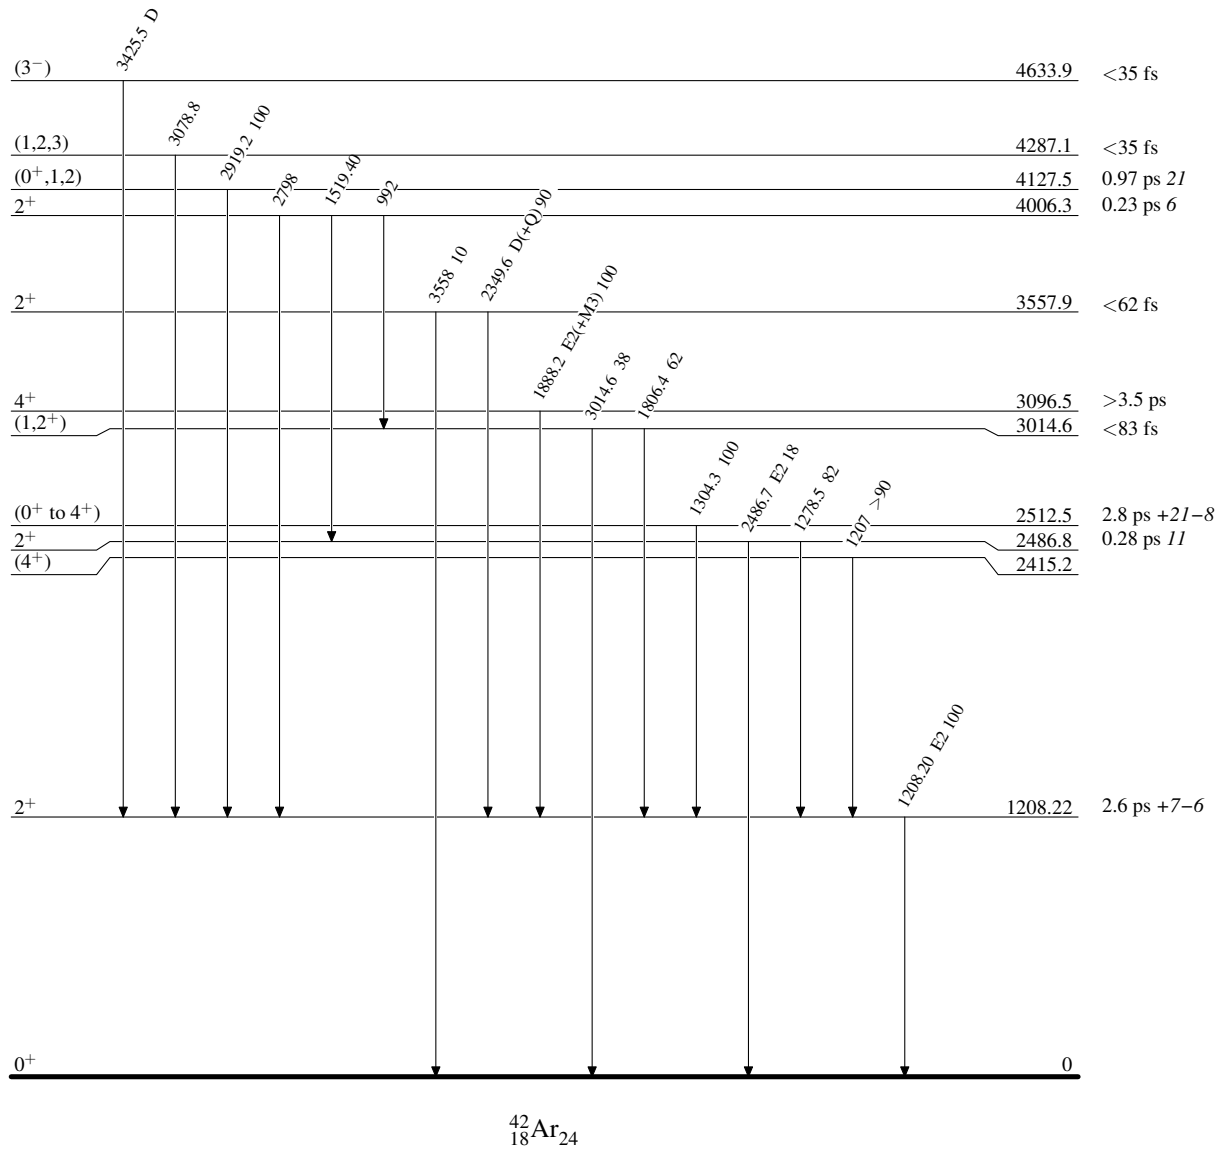 3425.5 D
(3⁻) 4633.9 <35 fs
3078.8
(1,2,3) 4287.1 <35 fs
2919.2 100
(0⁺,1,2) 4127.5 0.97 ps 21
2798
1519.40
992
2⁺ 4006.3 0.23 ps 6
3558 10
2349.6 D(+Q) 90
2⁺ 3557.9 <62 fs
1888.2 E2(+M3) 100
4⁺ 3096.5 >3.5 ps
3014.6 38
1806.4 62
(1,2⁺) 3014.6 <83 fs
1304.3 100
(0⁺ to 4⁺) 2512.5 2.8 ps +21−8
2486.7 E2 18
1278.5 82
2⁺ 2486.8 0.28 ps 11
1207 >90
(4⁺) 2415.2
1208.20 E2 100
2⁺ 1208.22 2.6 ps +7−6
0⁺ 0
⁴²₁₈Ar₂₄